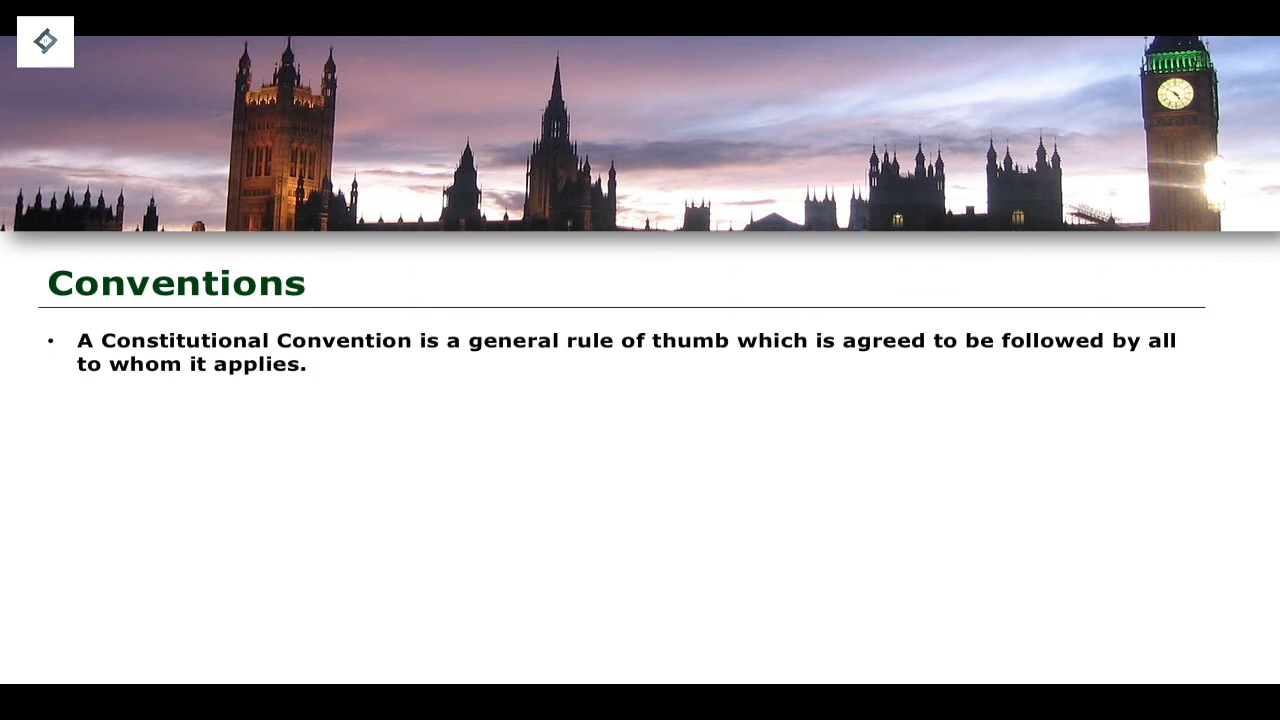 Conventions
• A Constitutional Convention is a general rule of thumb which is agreed to be followed by all
to whom it applies.